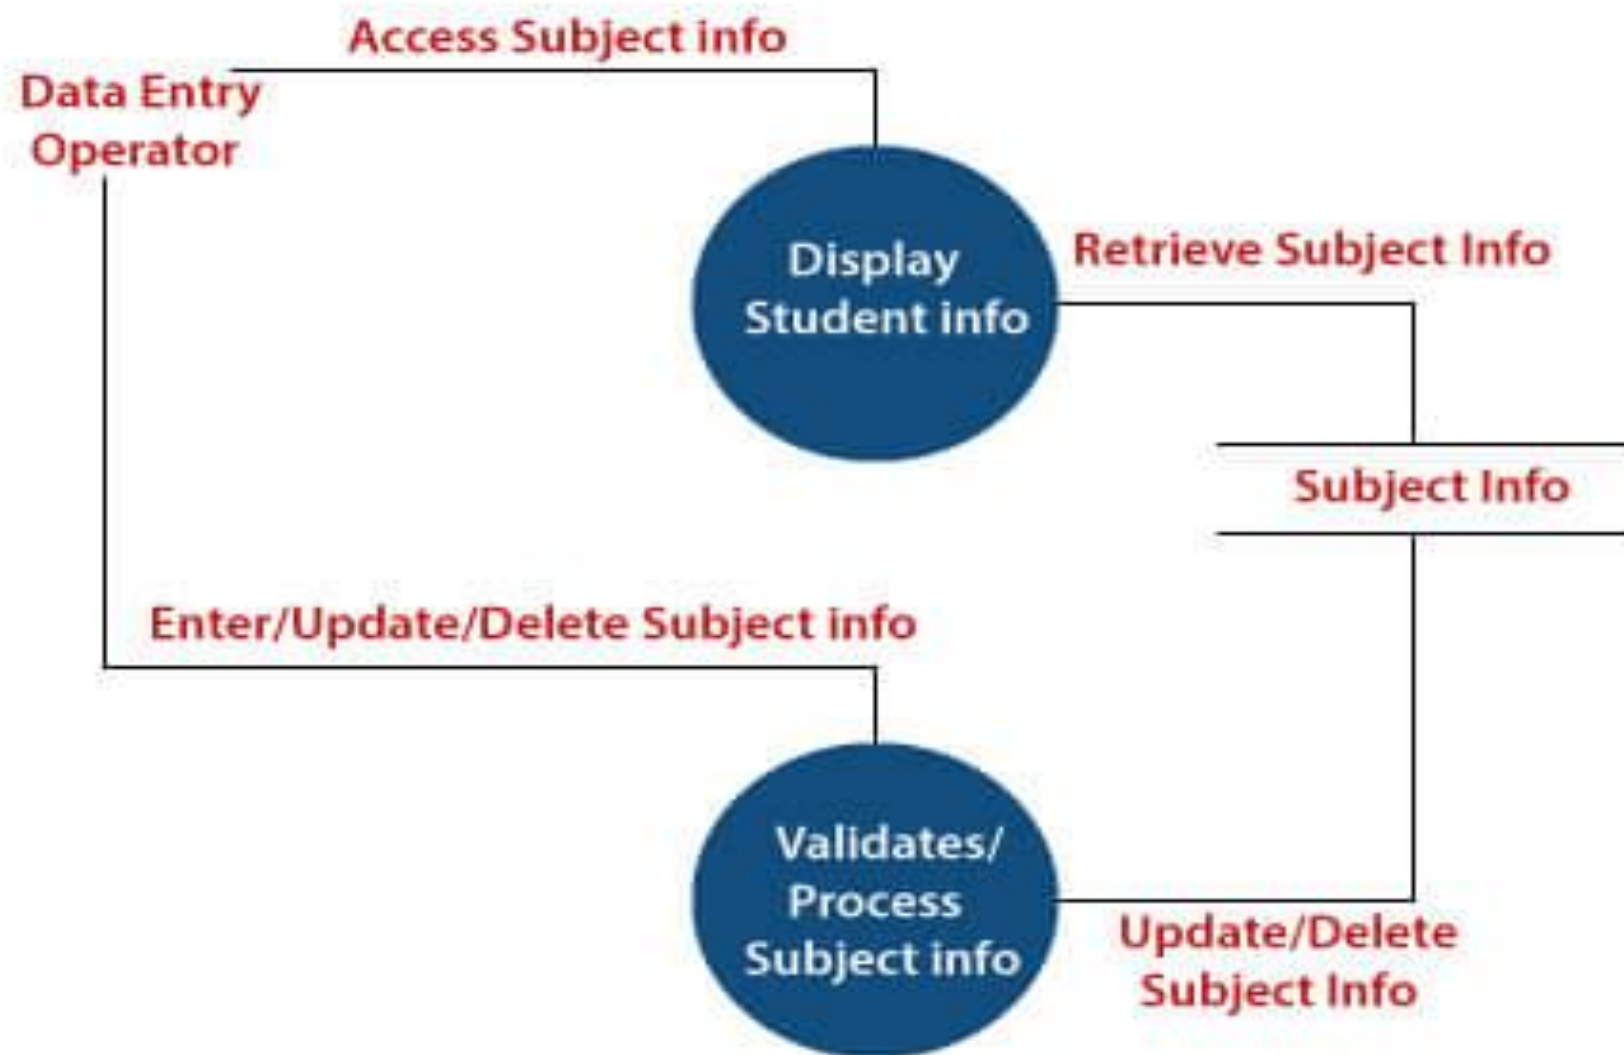 Access Subject info
Data Entry
Operator
Display
Student info
Retrieve Subject Info
Subject Info
Enter/Update/Delete Subject info
Validates/
Process
Subject info
Update/Delete
Subject Info